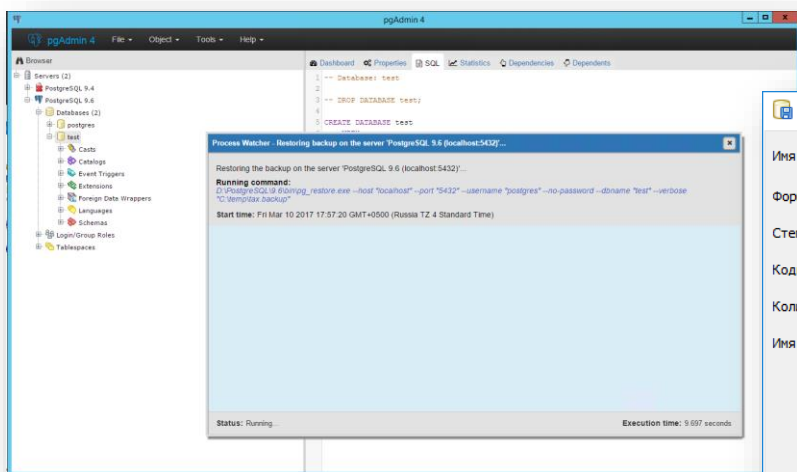 pgAdmin 4
pgAdmin 4 File Object Tools Help
Browser
Servers (2)
PostgreSQL 9.4
PostgreSQL 9.6
Databases (2)
postgres
test
Casts
Catalogs
Event Triggers
Extensions
Foreign Data Wrappers
Languages
Schemas
Login/Group Roles
Tablespaces
Dashboard Properties SQL Statistics Dependencies Dependents
1 -- Database: test
2
3 -- DROP DATABASE test;
4
5 CREATE DATABASE test
Process Watcher - Restoring backup on the server 'PostgreSQL 9.6 (localhost:5432)'...
Restoring the backup on the server 'PostgreSQL 9.6 (localhost:5432)'...
Running command:
D:\PostgreSQL\9.6\bin\pg_restore.exe --host "localhost" --port "5432" --username "postgres" --no-password --dbname "test" --verbose
"C:\temp\tax.backup"
Start time: Fri Mar 10 2017 17:57:20 GMT+0500 (Russia TZ 4 Standard Time)
Status: Running...
Execution time: 9.697 seconds
Имя
Фор
Сте
Код
Кол
Имя